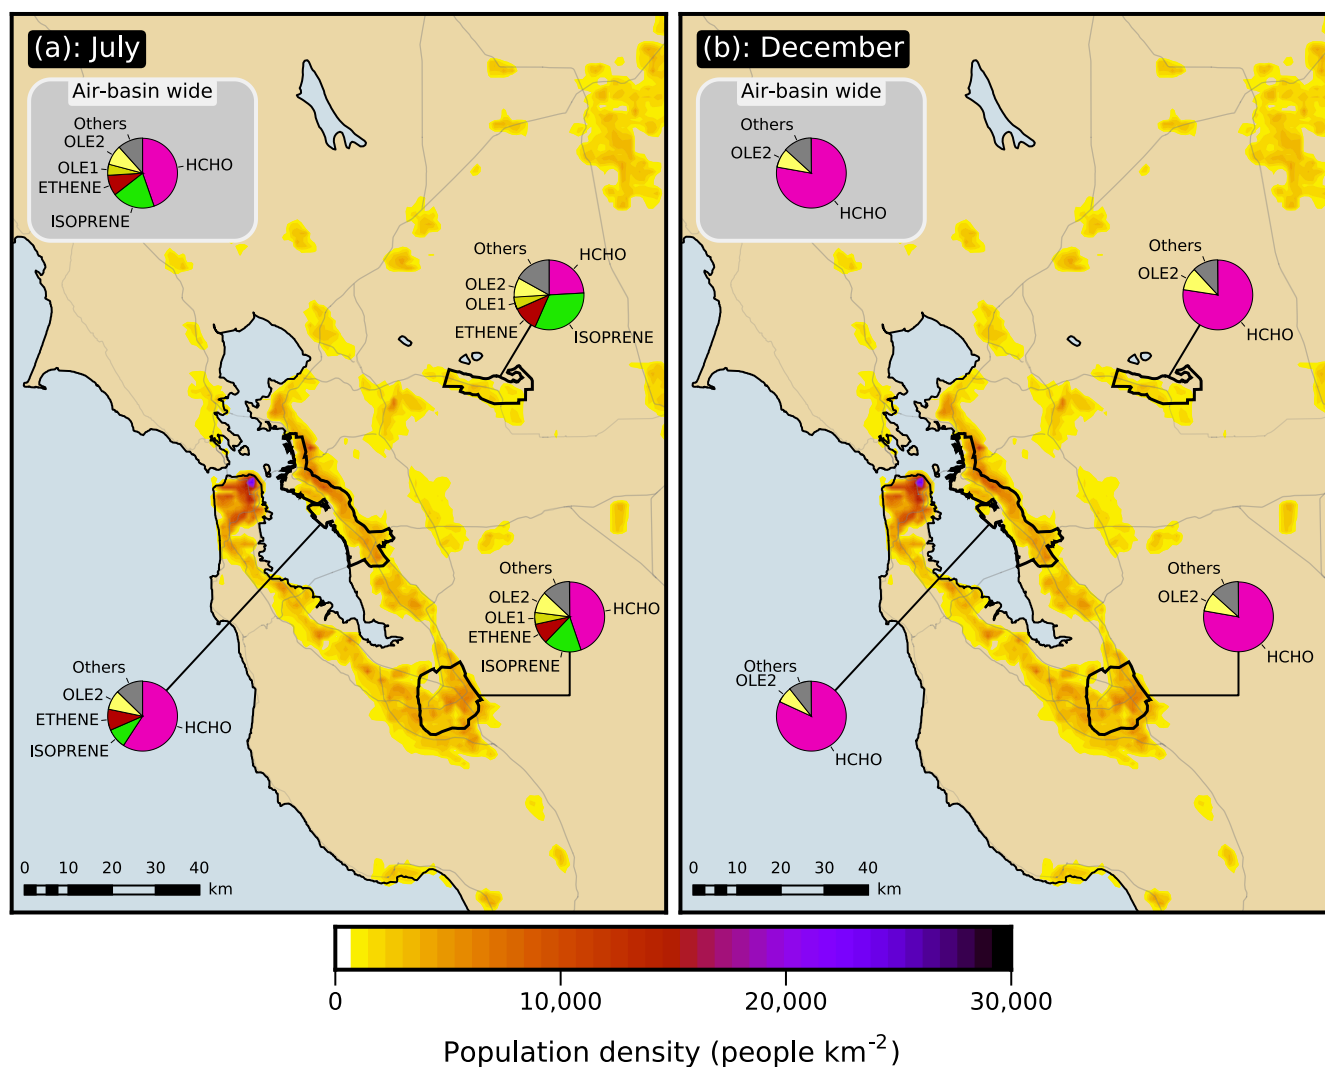 (a): July
Air-basin wide
Others
OLE2
OLE1
HCHO
ETHENE
ISOPRENE
Others
HCHO
OLE2
OLE1
ETHENE
ISOPRENE
Others
OLE2
HCHO
OLE1
ETHENE
ISOPRENE
Others
OLE2
ETHENE
HCHO
ISOPRENE
0 10 20 30 40
km
(b): December
Air-basin wide
Others
OLE2
HCHO
Others
OLE2
HCHO
Others
OLE2
HCHO
Others
OLE2
HCHO
0 10 20 30 40
km
0 10,000 20,000 30,000
Population density (people km⁻²)